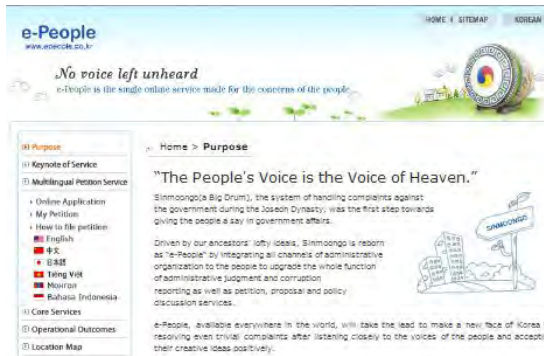 e-People
www.epeople.go.kr
HOME | SITEMAP KOREAN
No voice left unheard
e-People is the single online service made for the concerns of the people
Purpose
Keynote of Service
Multilingual Petition Service
Online Application
My Petition
How to file petition
English
中文
日本語
Tiếng Việt
Монгол
Bahasa Indonesia
Core Services
Operational Outcomes
Location Map
Home > Purpose
"The People's Voice is the Voice of Heaven."
Sinmoongo(a Big Drum), the system of handling complaints against
the government during the Joseon Dynasty, was the first step towards
giving the people a say in government affairs.
Driven by our ancestors' lofty ideals, Sinmoongo is reborn
as "e-People" by integrating all channels of administrative
organization to the people to upgrade the whole function
of administrative judgment and corruption
reporting as well as petition, proposal and policy
discussion services.
SINMOONGO
e-People, available everywhere in the world, will take the lead to make a new face of Korea
resolving even trivial complaints after listening closely to the voices of the people and accepti
their creative ideas positively.